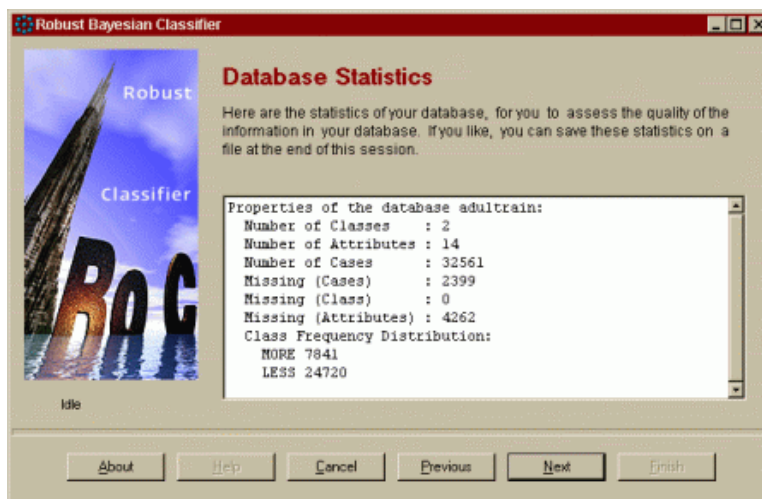 Robust Bayesian Classifier
Robust
Classifier
RoC
Idle
Database Statistics
Here are the statistics of your database, for you to assess the quality of the
information in your database. If you like, you can save these statistics on a
file at the end of this session.
Properties of the database adultrain:
Number of Classes : 2
Number of Attributes : 14
Number of Cases : 32561
Missing (Cases) : 2399
Missing (Class) : 0
Missing (Attributes) : 4262
Class Frequency Distribution:
MORE 7841
LESS 24720
About
Help
Cancel
Previous
Next
Finish